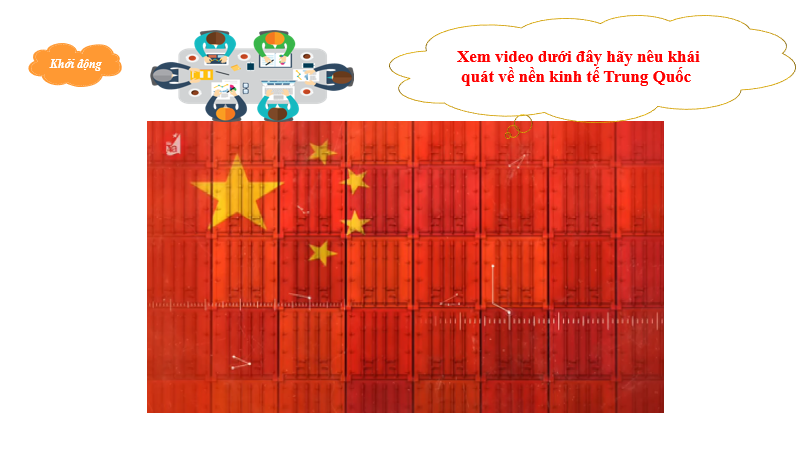 Khởi động
Xem video dưới đây hãy nêu khái
quát về nền kinh tế Trung Quốc